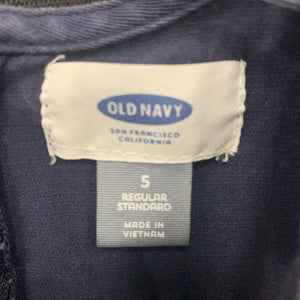 OLD NAVY
SAN FRANCISCO
CALIFORNIA
5
REGULAR
STANDARD
MADE IN
VIETNAM